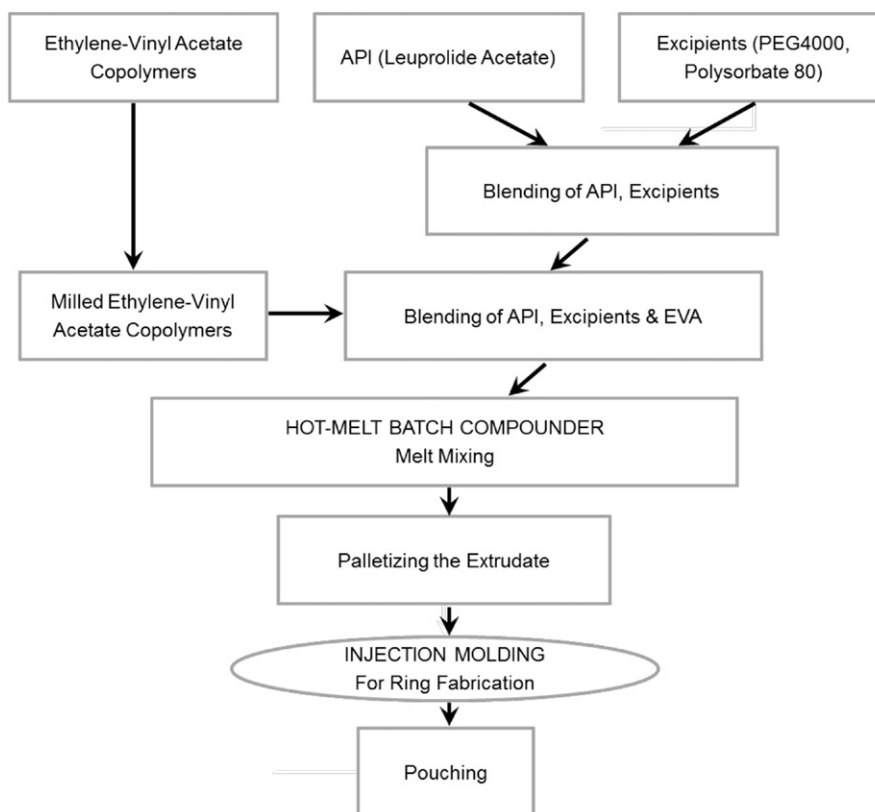 Ethylene-Vinyl Acetate
Copolymers
API (Leuprolide Acetate)
Excipients (PEG4000,
Polysorbate 80)
Blending of API, Excipients
Milled Ethylene-Vinyl
Acetate Copolymers
Blending of API, Excipients & EVA
HOT-MELT BATCH COMPOUNDER
Melt Mixing
Palletizing the Extrudate
INJECTION MOLDING
For Ring Fabrication
Pouching